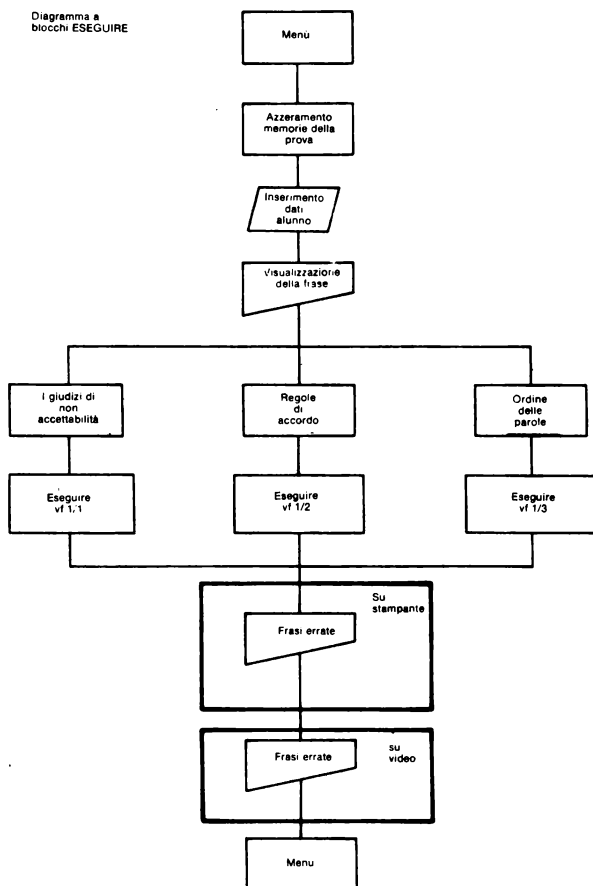 Diagramma a
blocchi ESEGUIRE
Menù
Azzeramento
memorie della
prova
Inserimento
dati
alunno
Visualizzazione
della frase
I giudizi di
non
accettabilità
Regole
di
accordo
Ordine
delle
parole
Eseguire
vf 1/1
Eseguire
vf 1/2
Eseguire
vf 1/3
Su
stampante
Frasi errate
su
video
Frasi errate
Menu